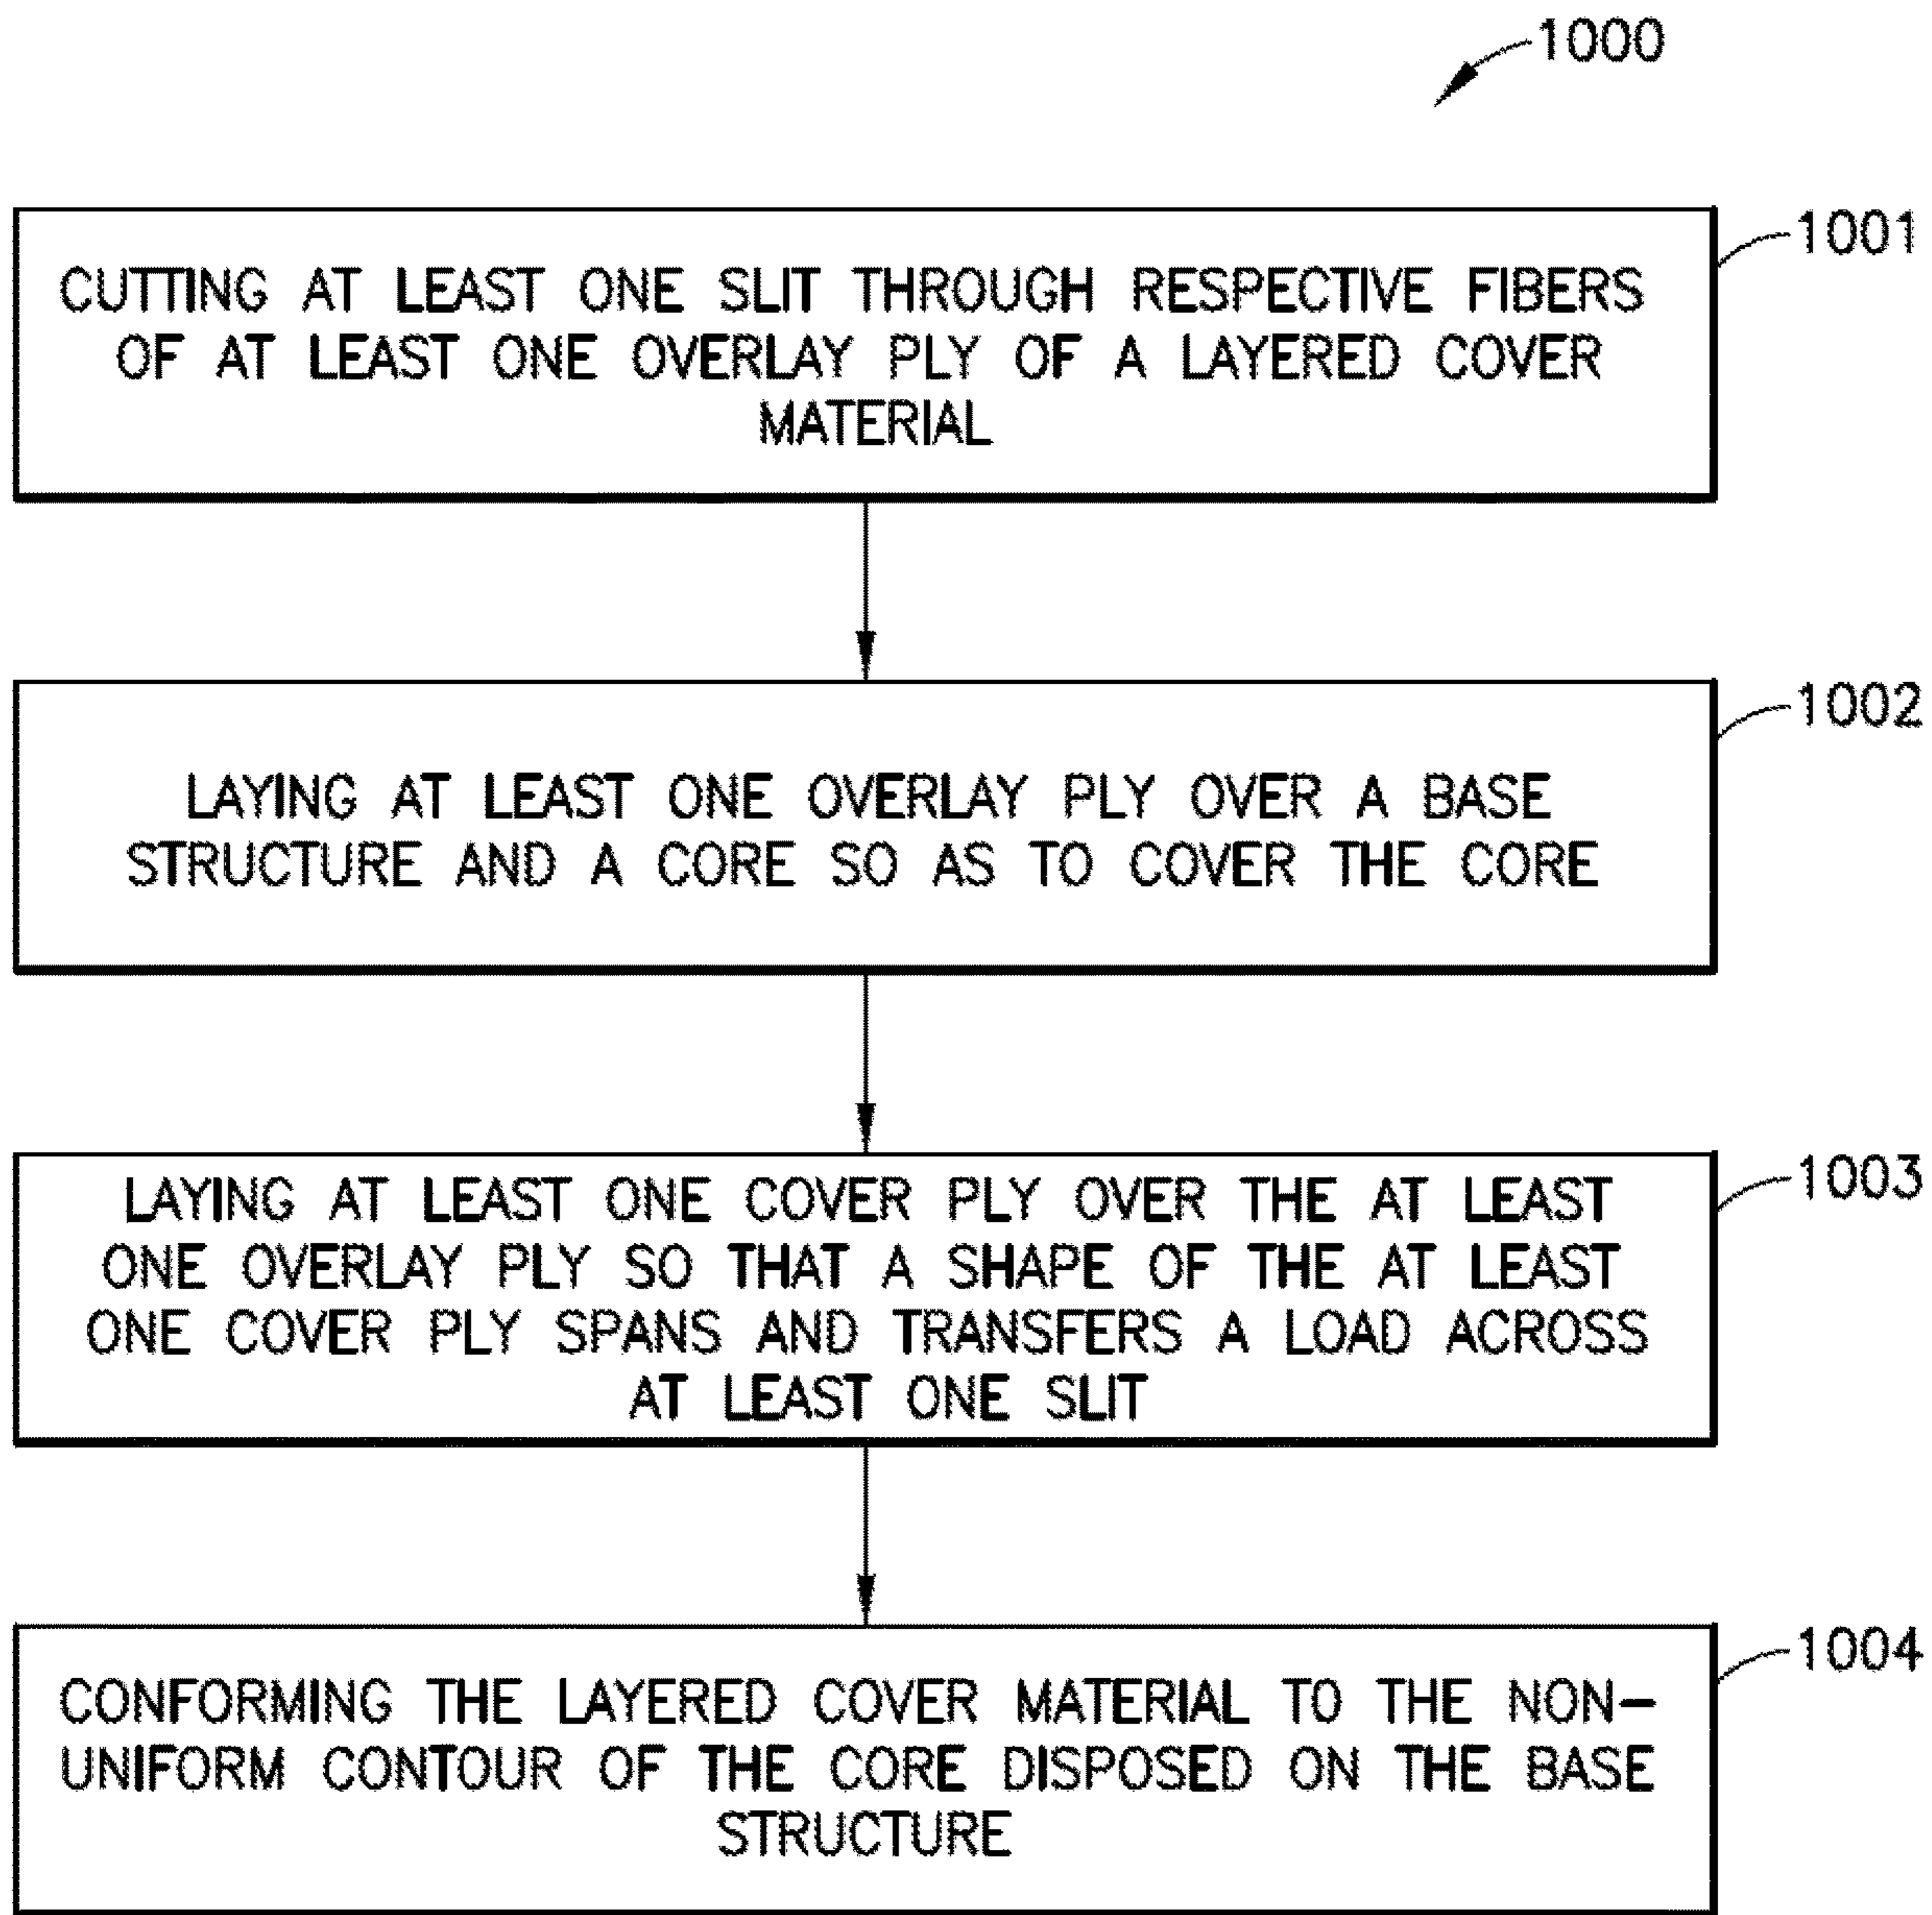 1000
1001
CUTTING AT LEAST ONE SLIT THROUGH RESPECTIVE FIBERS
OF AT LEAST ONE OVERLAY PLY OF A LAYERED COVER
MATERIAL
1002
LAYING AT LEAST ONE OVERLAY PLY OVER A BASE
STRUCTURE AND A CORE SO AS TO COVER THE CORE
1003
LAYING AT LEAST ONE COVER PLY OVER THE AT LEAST
ONE OVERLAY PLY SO THAT A SHAPE OF THE AT LEAST
ONE COVER PLY SPANS AND TRANSFERS A LOAD ACROSS
AT LEAST ONE SLIT
1004
CONFORMING THE LAYERED COVER MATERIAL TO THE NON-
UNIFORM CONTOUR OF THE CORE DISPOSED ON THE BASE
STRUCTURE